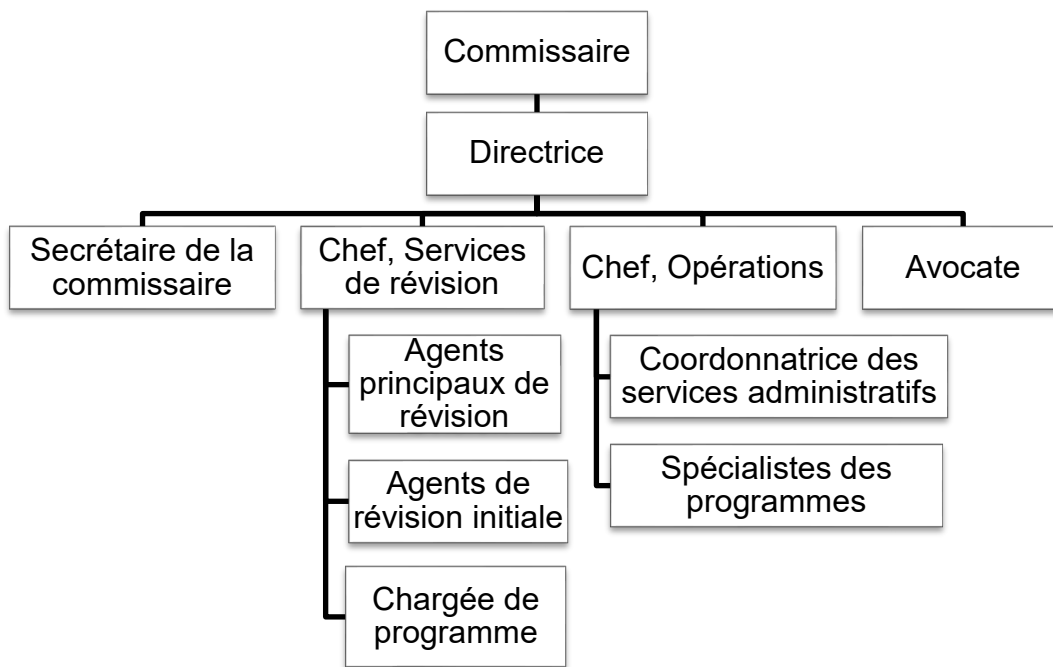 Commissaire
Directrice
Secrétaire de la
commissaire
Chef, Services
de révision
Chef, Opérations
Avocate
Agents
principaux de
révision
Agents de
révision initiale
Chargée de
programme
Coordonnatrice des
services administratifs
Spécialistes des
programmes